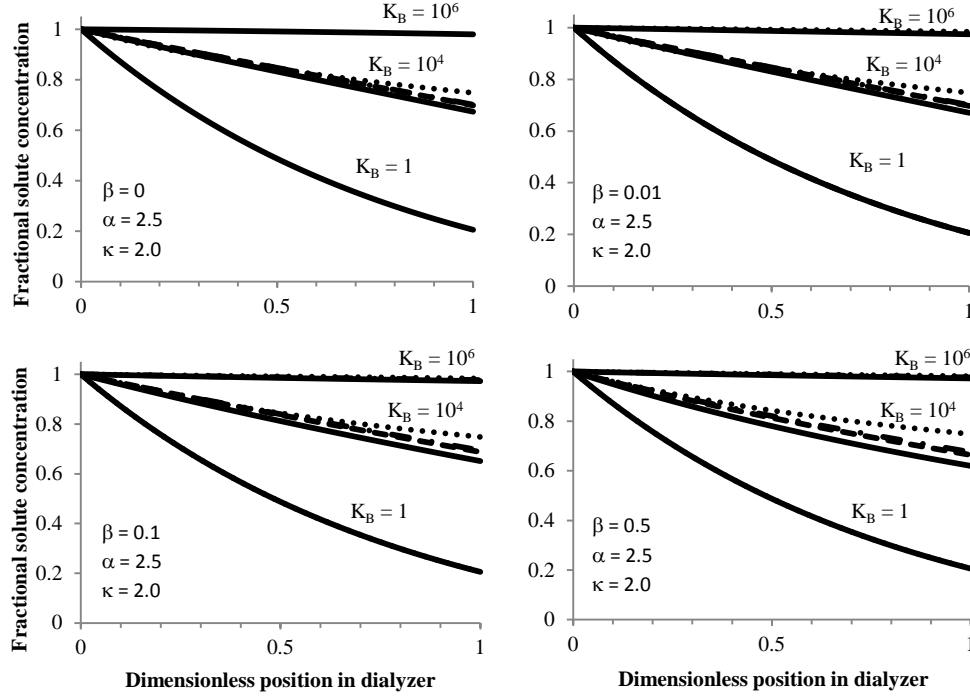 K_B = 10^6
K_B = 10^4
K_B = 1
β = 0
α = 2.5
κ = 2.0
Fractional solute concentration
1
0.8
0.6
0.4
0.2
0
0
0.5
1
K_B = 10^6
K_B = 10^4
K_B = 1
β = 0.01
α = 2.5
κ = 2.0
1
0.8
0.6
0.4
0.2
0
0
0.5
1
K_B = 10^6
K_B = 10^4
K_B = 1
β = 0.1
α = 2.5
κ = 2.0
Fractional solute concentration
1
0.8
0.6
0.4
0.2
0
0
0.5
1
Dimensionless position in dialyzer
K_B = 10^6
K_B = 10^4
K_B = 1
β = 0.5
α = 2.5
κ = 2.0
1
0.8
0.6
0.4
0.2
0
0
0.5
1
Dimensionless position in dialyzer